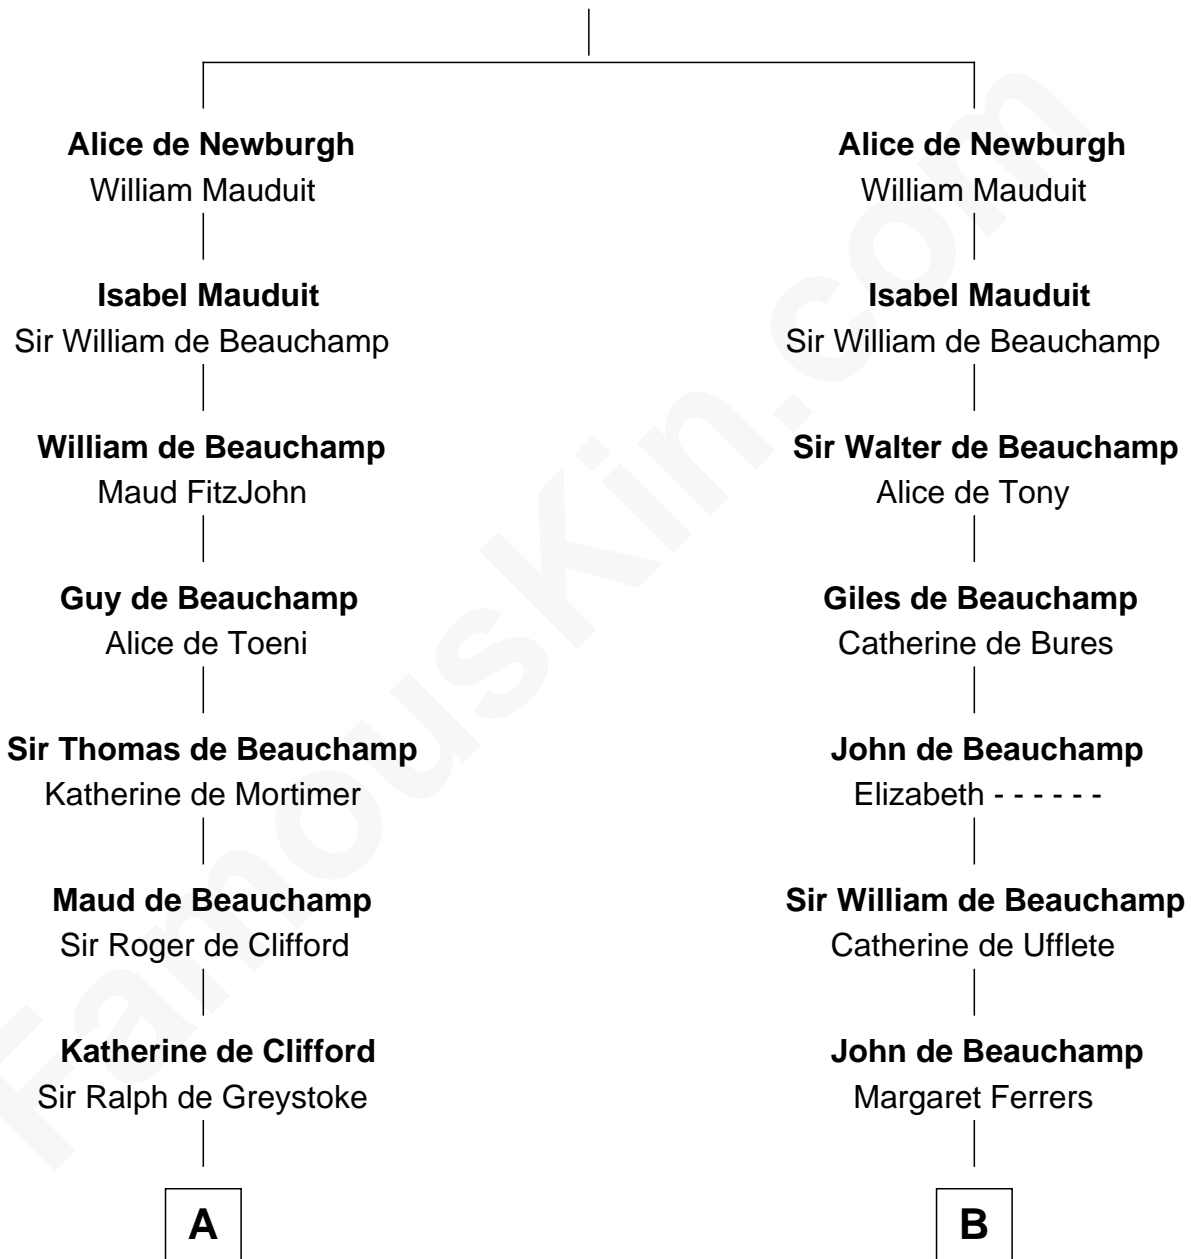 Alice de Newburgh
William Mauduit
Isabel Mauduit
Sir William de Beauchamp
William de Beauchamp
Maud FitzJohn
Guy de Beauchamp
Alice de Toeni
Sir Thomas de Beauchamp
Katherine de Mortimer
Maud de Beauchamp
Sir Roger de Clifford
Katherine de Clifford
Sir Ralph de Greystoke
A
Alice de Newburgh
William Mauduit
Isabel Mauduit
Sir William de Beauchamp
Sir Walter de Beauchamp
Alice de Tony
Giles de Beauchamp
Catherine de Bures
John de Beauchamp
Elizabeth - - - - - -
Sir William de Beauchamp
Catherine de Ufflete
John de Beauchamp
Margaret Ferrers
B
FamousKin.com